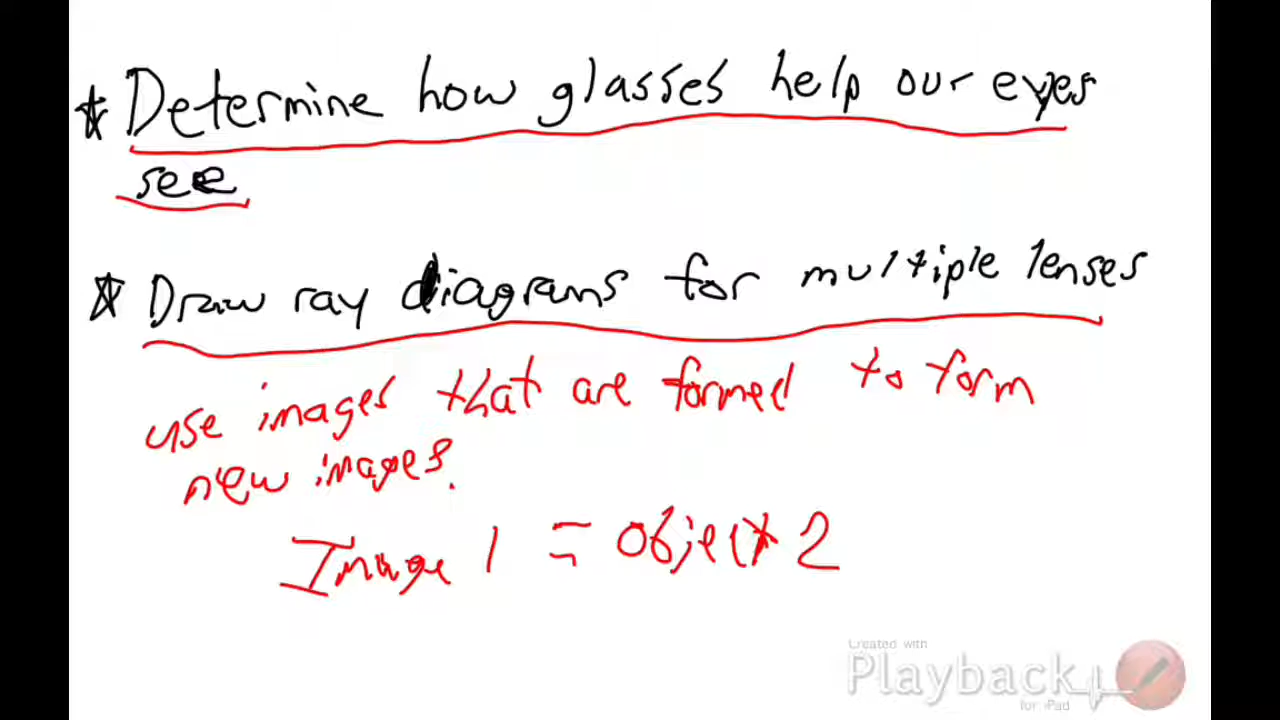 * Determine how glasses help our eyes
see
* Draw ray diagrams for multiple lenses
use images that are formed to form
new images.
Image 1 = Object 2
Created with
Playback
for iPad